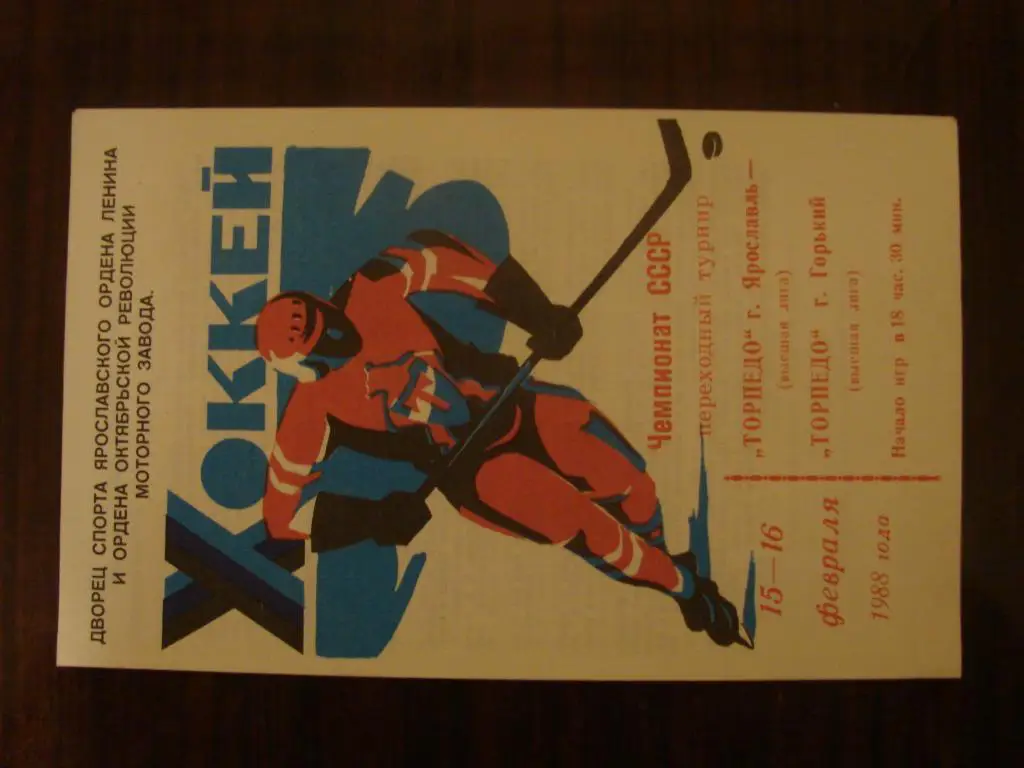 ДВОРЕЦ СПОРТА ЯРОСЛАВСКОГО ОРДЕНА ЛЕНИНА
И ОРДЕНА ОКТЯБРЬСКОЙ РЕВОЛЮЦИИ
МОТОРНОГО ЗАВОДА.
ХОККЕЙ
Чемпионат СССР
переходный турнир
15—16
февраля
1988 года
„ТОРПЕДО“ г. Ярославль—
(высшая лига)
„ТОРПЕДО“ г. Горький
(высшая лига)
Начало игр в 18 час. 30 мин.